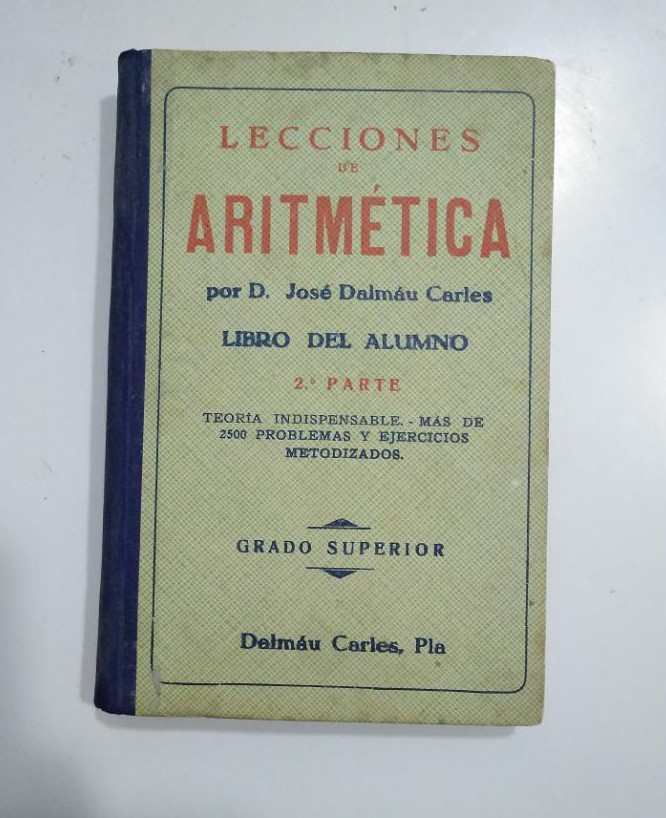 LECCIONES
DE
ARITMÉTICA
por D. José Dalmáu Carles
LIBRO DEL ALUMNO
2.ª PARTE
TEORÍA INDISPENSABLE. - MÁS DE
2500 PROBLEMAS Y EJERCICIOS
METODIZADOS.
GRADO SUPERIOR
Dalmáu Carles, Pla